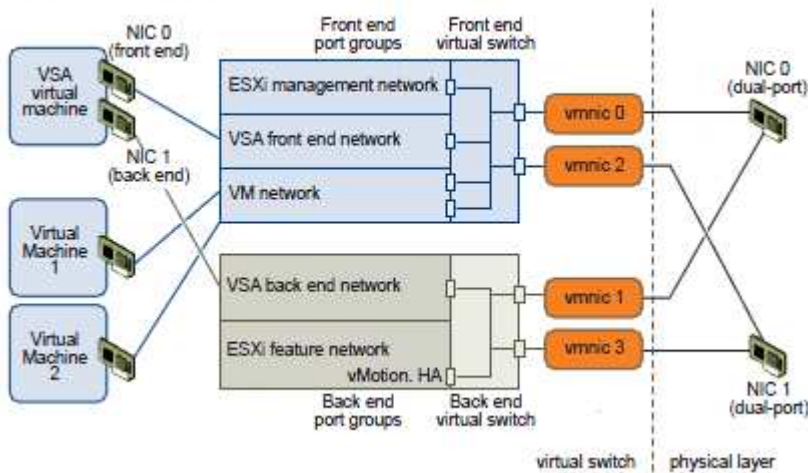 NIC 0
(front end)
Front end
port groups
Front end
virtual switch
VSA
virtual
machine
ESXi management network
NIC 0
(dual-port)
vmnic 0
VSA front end network
NIC 1
(back end)
vmnic 2
VM network
Virtual
Machine
1
VSA back end network
vmnic 1
Virtual
Machine
2
ESXi feature network
vmnic 3
vMotion. HA
NIC 1
(dual-port)
Back end
port groups
Back end
virtual switch
virtual switch
physical layer